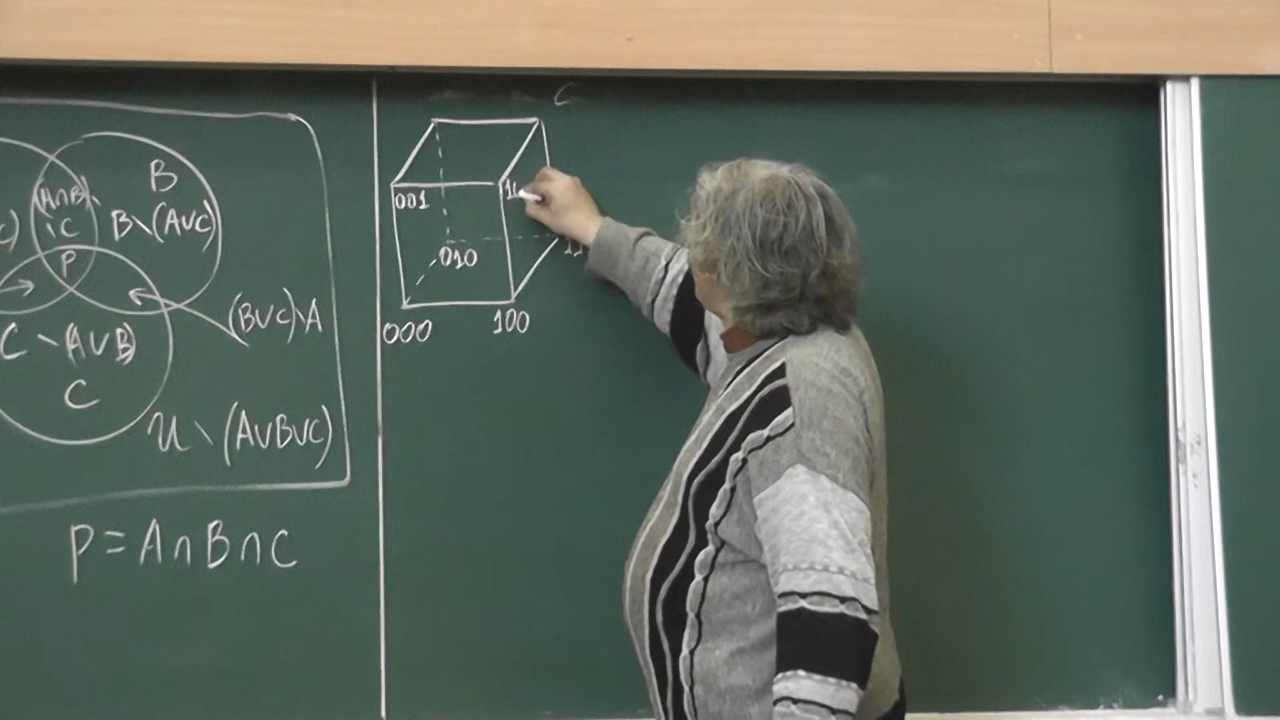 B
(A∩B)\
\C
B\(A∪C)
C)
P
(B∪C)\A
C\(A∪B)
C
U\(A∪B∪C)
P=A∩B∩C
C
001
010
000
100